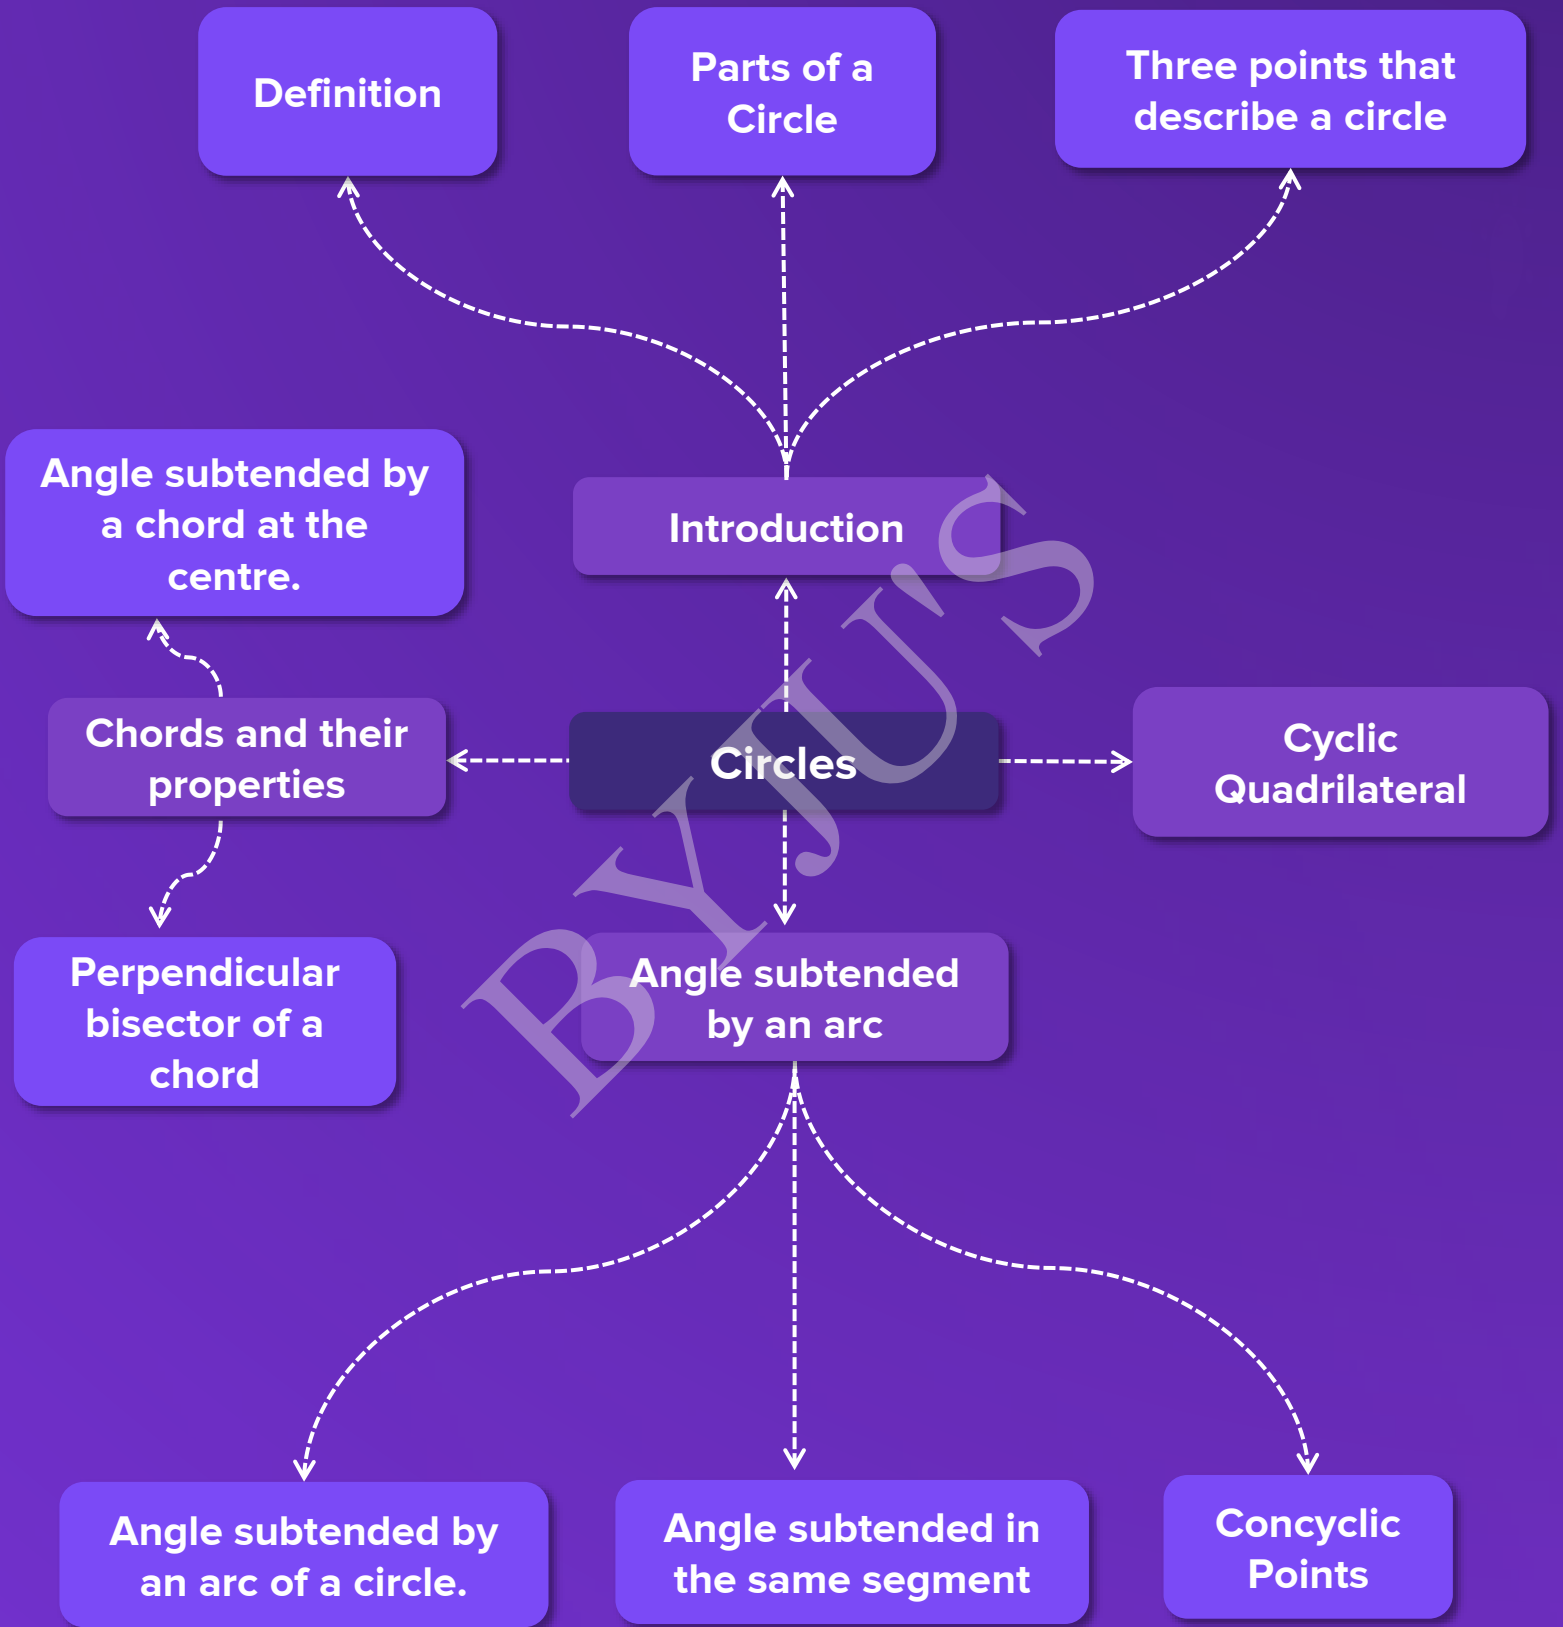 Definition
Parts of a
Circle
Three points that
describe a circle
Angle subtended by
a chord at the
centre.
Introduction
Chords and their
properties
Circles
Cyclic
Quadrilateral
Perpendicular
bisector of a
chord
Angle subtended
by an arc
BYJU'S
Angle subtended by
an arc of a circle.
Angle subtended in
the same segment
Concyclic
Points